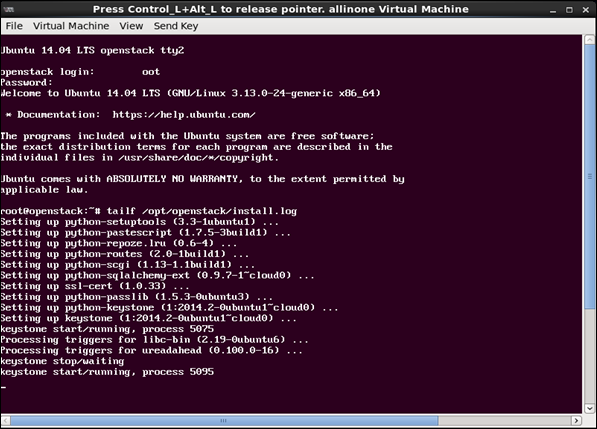 Press Control_L+Alt_L to release pointer. allinone Virtual Machine
File Virtual Machine View Send Key
Ubuntu 14.04 LTS openstack tty2
openstack login: oot
Password:
Welcome to Ubuntu 14.04 LTS (GNU/Linux 3.13.0-24-generic x86_64)
* Documentation: https://help.ubuntu.com/
The programs included with the Ubuntu system are free software;
the exact distribution terms for each program are described in the
individual files in /usr/share/doc/*/copyright.
Ubuntu comes with ABSOLUTELY NO WARRANTY, to the extent permitted by
applicable law.
root@openstack:~# tailf /opt/openstack/install.log
Setting up python-setuptools (3.3-1ubuntu1) ...
Setting up python-pastescript (1.7.5-3build1) ...
Setting up python-repoze.lru (0.6-4) ...
Setting up python-routes (2.0-1build1) ...
Setting up python-scgi (1.13-1.1build1) ...
Setting up python-sqlalchemy-ext (0.9.7-1~cloud0) ...
Setting up ssl-cert (1.0.33) ...
Setting up python-passlib (1.5.3-0ubuntu3) ...
Setting up python-keystone (1:2014.2-0ubuntu1~cloud0) ...
Setting up keystone (1:2014.2-0ubuntu1~cloud0) ...
keystone start/running, process 5075
Processing triggers for libc-bin (2.19-0ubuntu6) ...
Processing triggers for ureadahead (0.100.0-16) ...
keystone stop/waiting
keystone start/running, process 5095